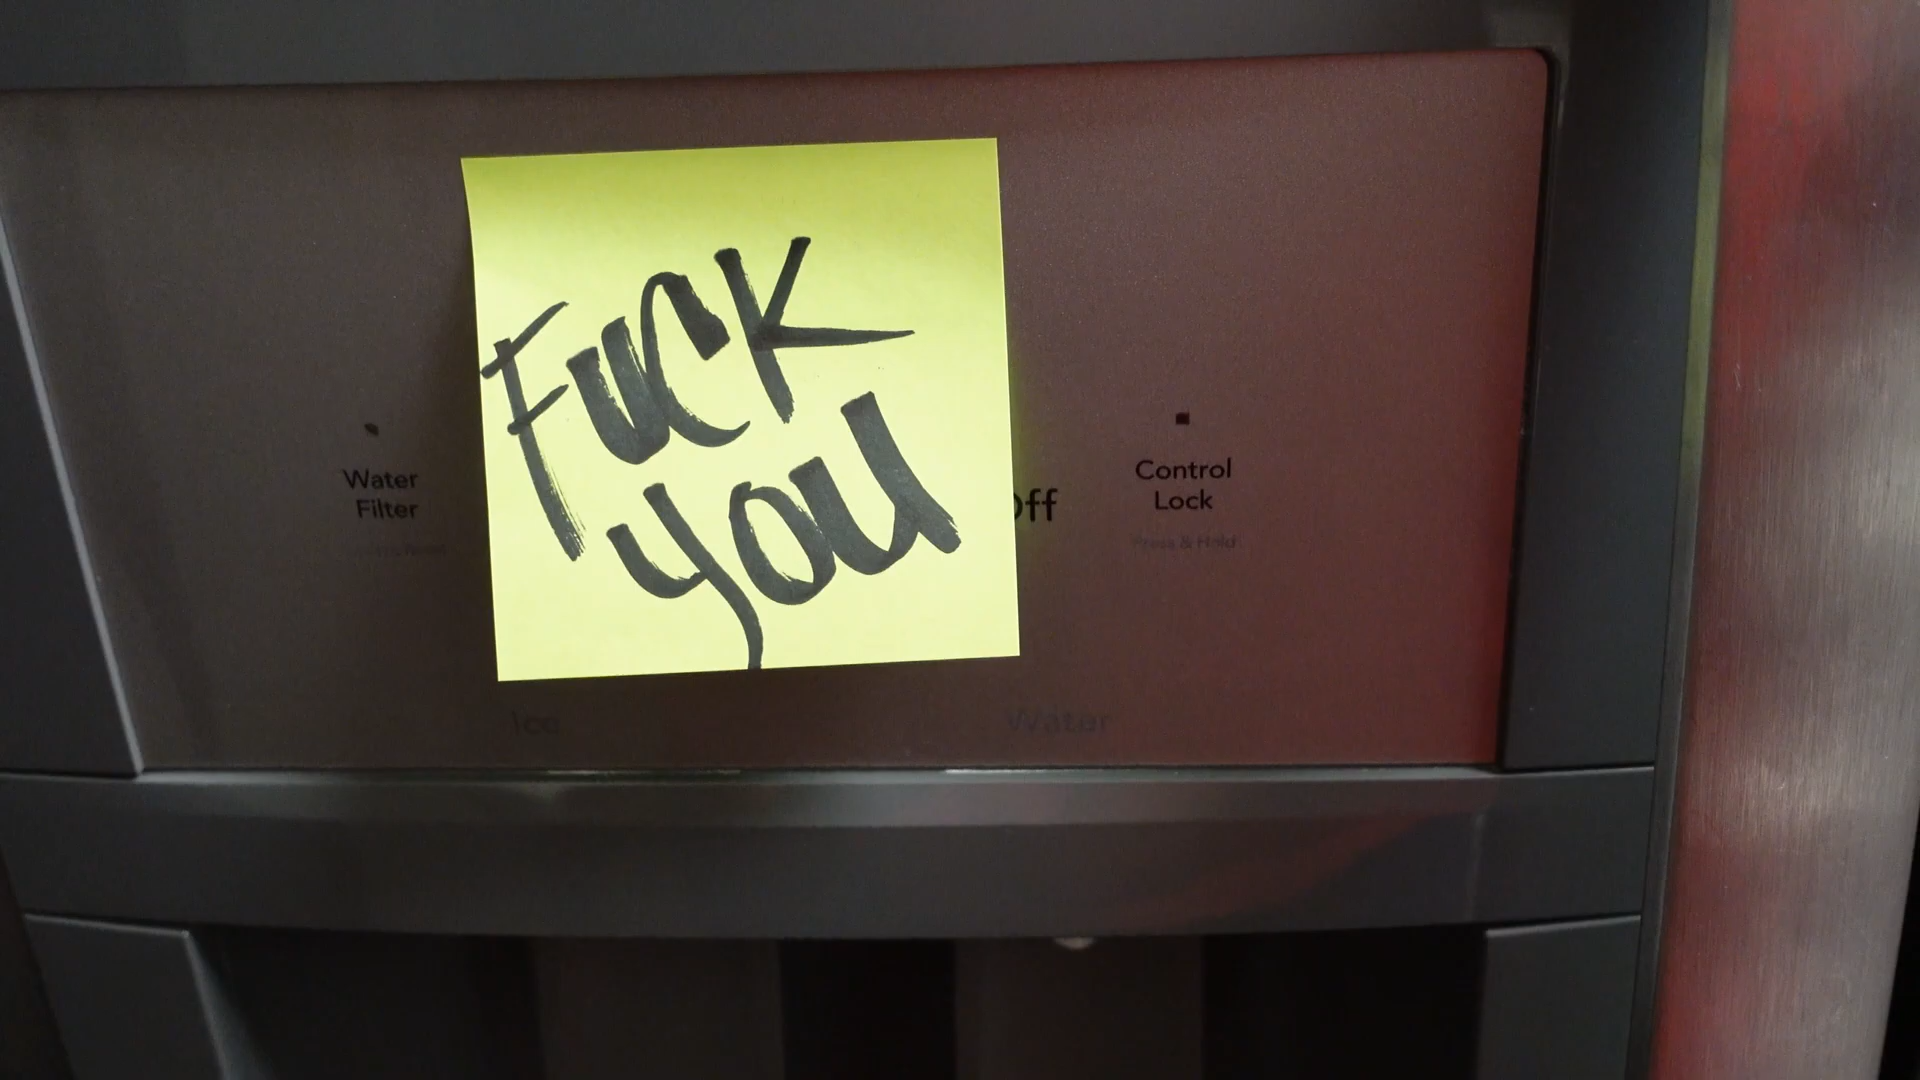 Fuck
you
Water
Filter
Off
Control
Lock
Press & Hold
Ice
Water